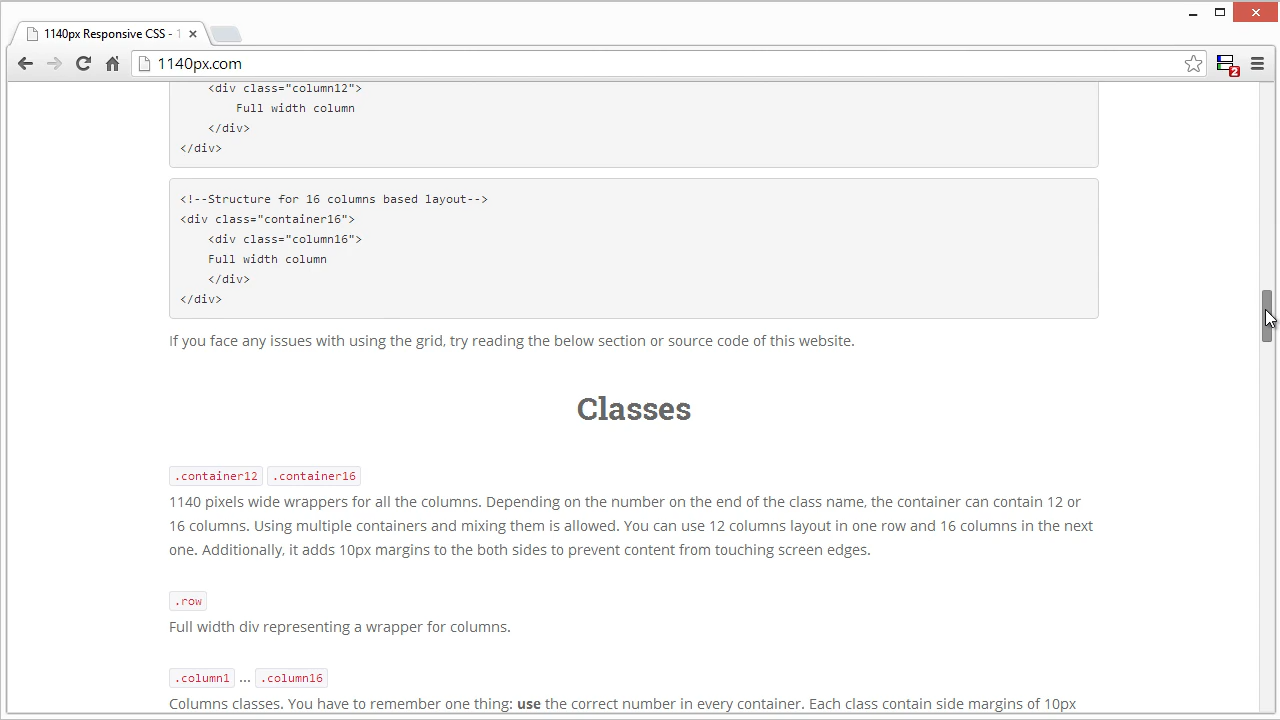 1140px Responsive CSS - 1
1140px.com
2
<div class="column12">
Full width column
</div>
</div>
<!--Structure for 16 columns based layout-->
<div class="container16">
<div class="column16">
Full width column
</div>
</div>
If you face any issues with using the grid, try reading the below section or source code of this website.
Classes
.container12 .container16
1140 pixels wide wrappers for all the columns. Depending on the number on the end of the class name, the container can contain 12 or
16 columns. Using multiple containers and mixing them is allowed. You can use 12 columns layout in one row and 16 columns in the next
one. Additionally, it adds 10px margins to the both sides to prevent content from touching screen edges.
.row
Full width div representing a wrapper for columns.
.column1 ... .column16
Columns classes. You have to remember one thing: use the correct number in every container. Each class contain side margins of 10px